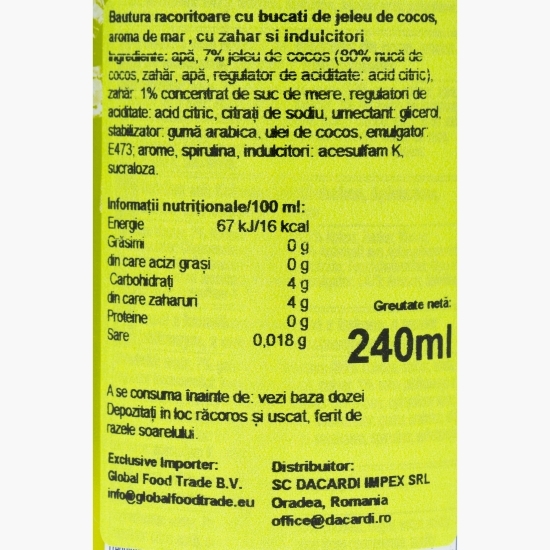 Bautura racoritoare cu bucati de jeleu de cocos,
aroma de mar , cu zahar si indulcitori
Ingrediente: apă, 7% jeleu de cocos (80% nucă de
cocos, zahăr, apă, regulator de aciditate: acid citric),
zahăr. 1% concentrat de suc de mere, regulatori de
aciditate: acid citric, citrați de sodiu, umectant: glicerol,
stabilizator: gumă arabica, ulei de cocos, emulgator:
E473; arome, spirulina, indulcitori: acesulfam K,
sucraloza.
Informații nutriționale/100 ml:
Energie 67 kJ/16 kcal
Grăsimi 0 g
din care acizi grași 0 g
Carbohidrați 4 g
din care zaharuri 4 g
Proteine 0 g
Sare 0,018 g
Greutate netă:
240ml
A se consuma înainte de: vezi baza dozei
Depozitați in loc răcoros și uscat, ferit de
razele soarelului.
Exclusive Importer:
Global Food Trade B.V.
info@globalfoodtrade.eu
Distribuitor:
SC DACARDI IMPEX SRL
Oradea, Romania
office@dacardi.ro